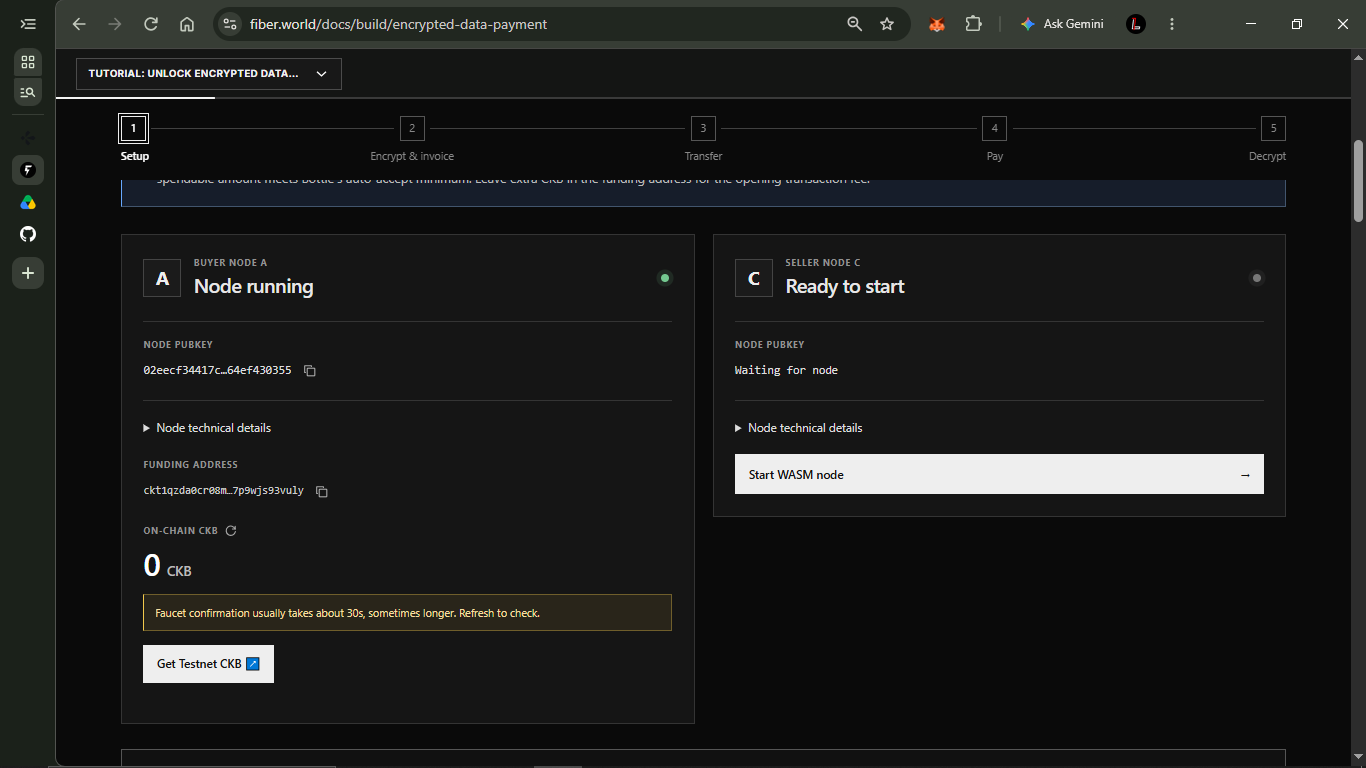 fiber.world/docs/build/encrypted-data-payment
Ask Gemini
TUTORIAL: UNLOCK ENCRYPTED DATA...
1
2
3
4
5
Setup
Encrypt & invoice
Transfer
Pay
Decrypt
spendable amount meets Bottle's auto-accept minimum. Leave extra CKB in the funding address for the opening transaction fee.
A
BUYER NODE A
Node running
NODE PUBKEY
02eecf34417c…64ef430355
Node technical details
FUNDING ADDRESS
ckt1qzda0cr08m…7p9wjs93vuly
ON-CHAIN CKB
0 CKB
Faucet confirmation usually takes about 30s, sometimes longer. Refresh to check.
Get Testnet CKB
C
SELLER NODE C
Ready to start
NODE PUBKEY
Waiting for node
Node technical details
Start WASM node →